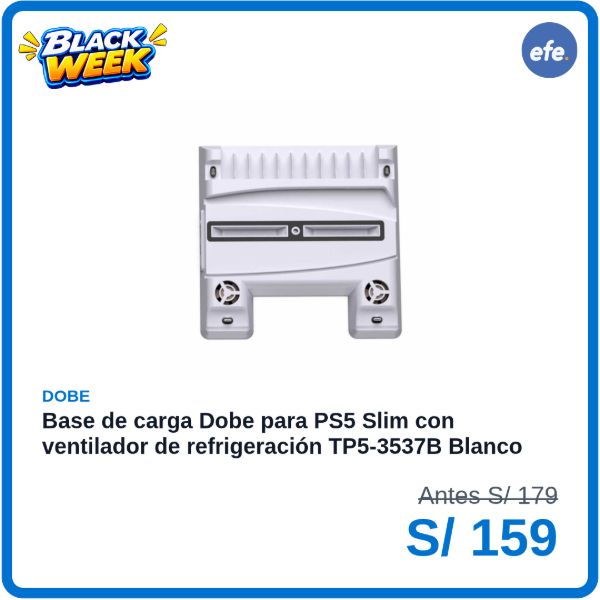 BLACK
WEEK
efe.
DOBE
Base de carga Dobe para PS5 Slim con
ventilador de refrigeración TP5-3537B Blanco
Antes S/ 179
S/ 159